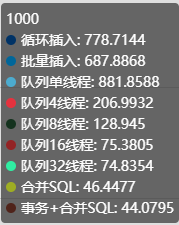 1000
循环插入: 778.7144
批量插入: 687.8868
队列单线程: 881.8588
队列4线程: 206.9932
队列8线程: 128.945
队列16线程: 75.3805
队列32线程: 74.8354
合并SQL: 46.4477
事务+合并SQL: 44.0795